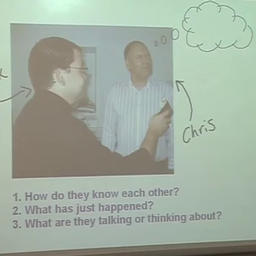 Chris
1. How do they know each other?
2. What has just happened?
3. What are they talking or thinking about?